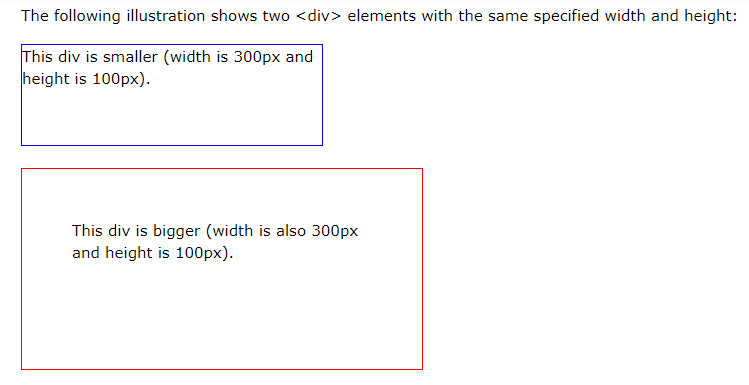 The following illustration shows two <div> elements with the same specified width and height:
This div is smaller (width is 300px and
height is 100px).
This div is bigger (width is also 300px
and height is 100px).